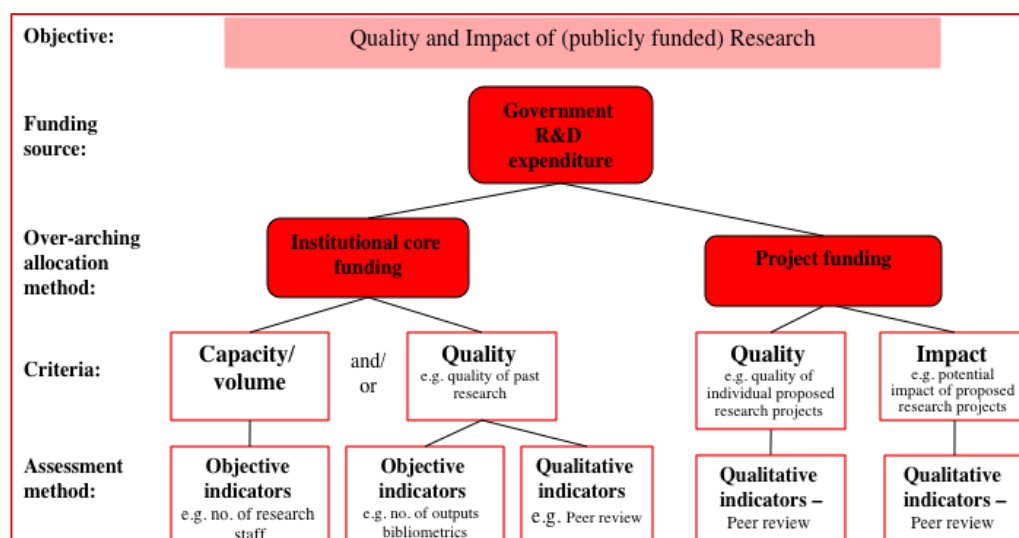 Objective:
Quality and Impact of (publicly funded) Research
Funding
source:
Government
R&D
expenditure
Over-arching
allocation
method:
Institutional core
funding
Project funding
Criteria:
Capacity/
volume
and/
or
Quality
e.g. quality of past
research
Quality
e.g. quality of
individual proposed
research projects
Impact
e.g. potential
impact of proposed
research projects
Assessment
method:
Objective
indicators
e.g. no. of research
staff
Objective
indicators
e.g. no. of outputs
bibliometrics
Qualitative
indicators
e.g. Peer review
Qualitative
indicators –
Peer review
Qualitative
indicators –
Peer review